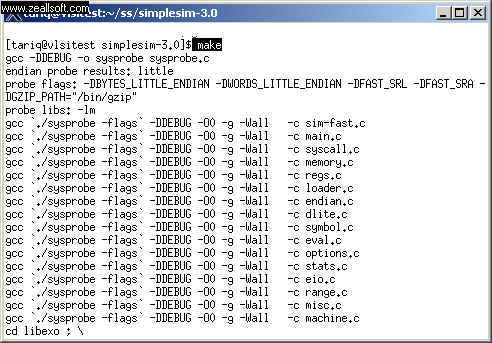 www.zeallsoft.com
tariq@vlsitest:~/ss/simplesim-3.0
[tariq@vlsitest simplesim-3.0]$ make
gcc -DDEBUG -o sysprobe sysprobe.c
endian probe results: little
probe flags: -DBYTES_LITTLE_ENDIAN -DWORDS_LITTLE_ENDIAN -DFAST_SRL -DFAST_SRA -
DGZIP_PATH="/bin/gzip"
probe libs: -lm
gcc `./sysprobe -flags` -DDEBUG -O0 -g -Wall   -c sim-fast.c
gcc `./sysprobe -flags` -DDEBUG -O0 -g -Wall   -c main.c
gcc `./sysprobe -flags` -DDEBUG -O0 -g -Wall   -c syscall.c
gcc `./sysprobe -flags` -DDEBUG -O0 -g -Wall   -c memory.c
gcc `./sysprobe -flags` -DDEBUG -O0 -g -Wall   -c regs.c
gcc `./sysprobe -flags` -DDEBUG -O0 -g -Wall   -c loader.c
gcc `./sysprobe -flags` -DDEBUG -O0 -g -Wall   -c endian.c
gcc `./sysprobe -flags` -DDEBUG -O0 -g -Wall   -c dlite.c
gcc `./sysprobe -flags` -DDEBUG -O0 -g -Wall   -c symbol.c
gcc `./sysprobe -flags` -DDEBUG -O0 -g -Wall   -c eval.c
gcc `./sysprobe -flags` -DDEBUG -O0 -g -Wall   -c options.c
gcc `./sysprobe -flags` -DDEBUG -O0 -g -Wall   -c stats.c
gcc `./sysprobe -flags` -DDEBUG -O0 -g -Wall   -c eio.c
gcc `./sysprobe -flags` -DDEBUG -O0 -g -Wall   -c range.c
gcc `./sysprobe -flags` -DDEBUG -O0 -g -Wall   -c misc.c
gcc `./sysprobe -flags` -DDEBUG -O0 -g -Wall   -c machine.c
cd libexo ; \